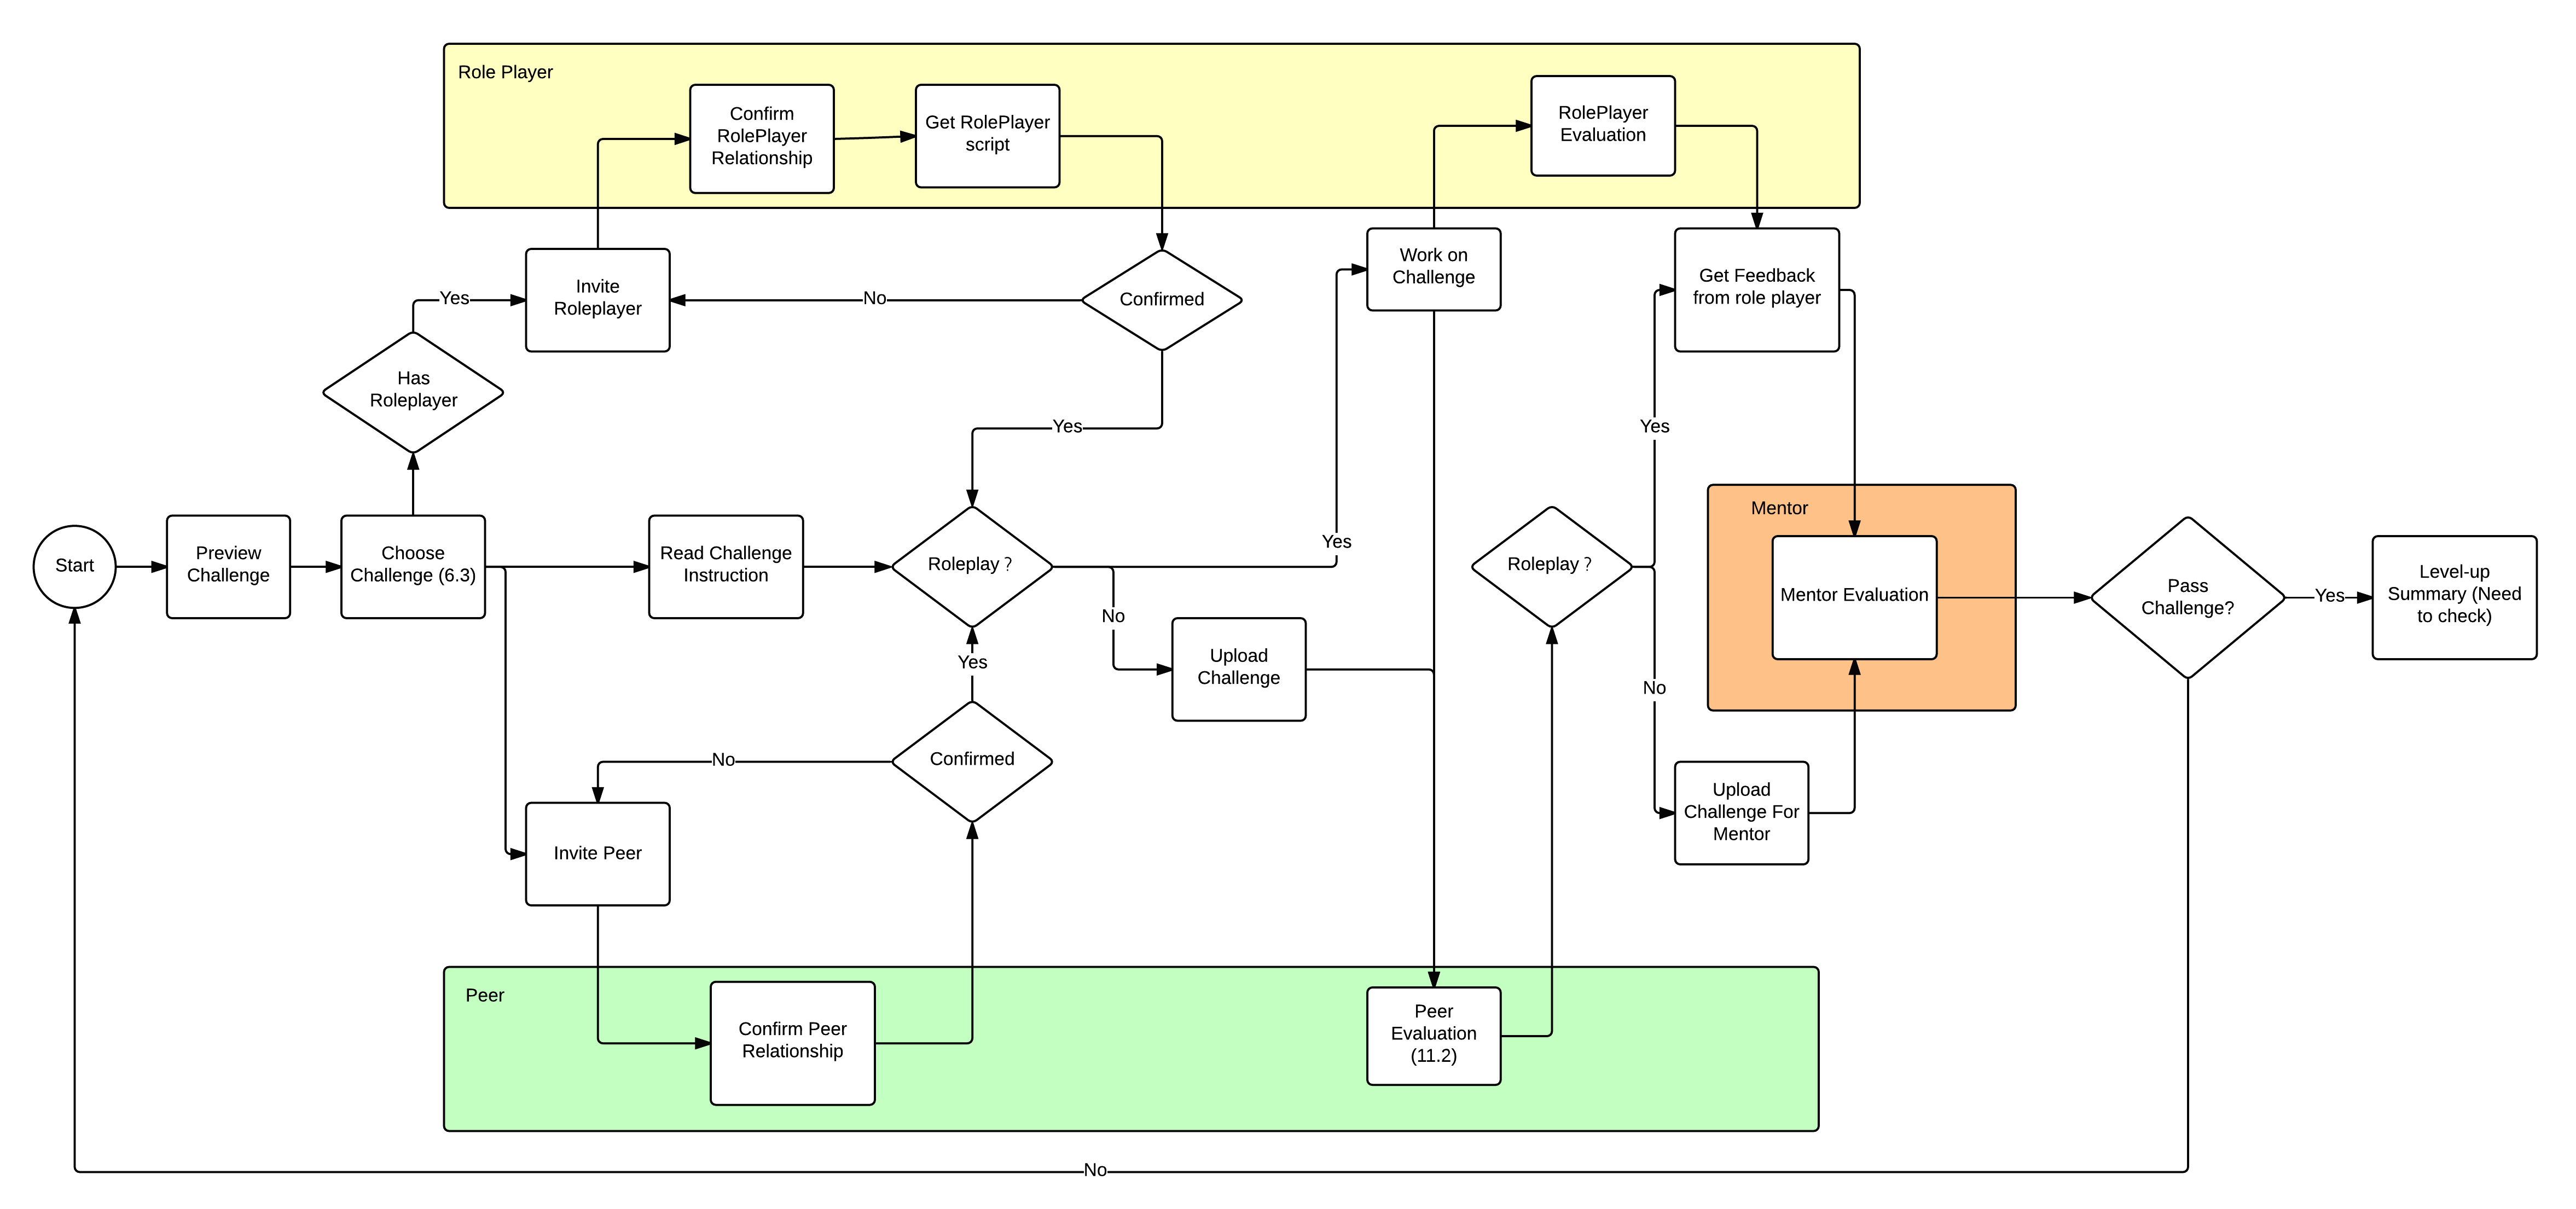 Role Player
Confirm
RolePlayer
Relationship
Get RolePlayer
script
RolePlayer
Evaluation
Invite
Roleplayer
Confirmed
Work on
Challenge
Get Feedback
from role player
Yes
No
Has
Roleplayer
Yes
Yes
Start
Preview
Challenge
Choose
Challenge (6.3)
Read Challenge
Instruction
Roleplay ?
Yes
No
Upload
Challenge
Roleplay ?
No
Mentor
Mentor Evaluation
Pass
Challenge?
Yes
Level-up
Summary (Need
to check)
Yes
Confirmed
No
Invite Peer
Upload
Challenge For
Mentor
Peer
Confirm Peer
Relationship
Peer
Evaluation
(11.2)
No